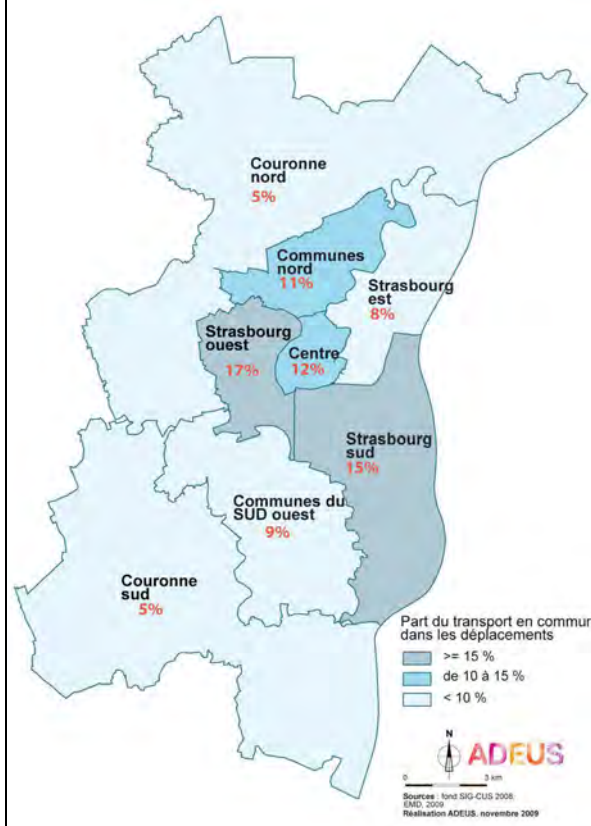 Couronne
nord
5%
Communes
nord
11%
Strasbourg
est
8%
Strasbourg
ouest
17%
Centre
12%
Strasbourg
sud
15%
Communes du
SUD ouest
9%
Couronne
sud
5%
Part du transport en commun
dans les déplacements
>= 15 %
de 10 à 15 %
< 10 %
N
ADEUS
0 3 km
Sources : fond SIG-CUS 2008
EMD, 2009
Réalisation ADEUS, novembre 2009